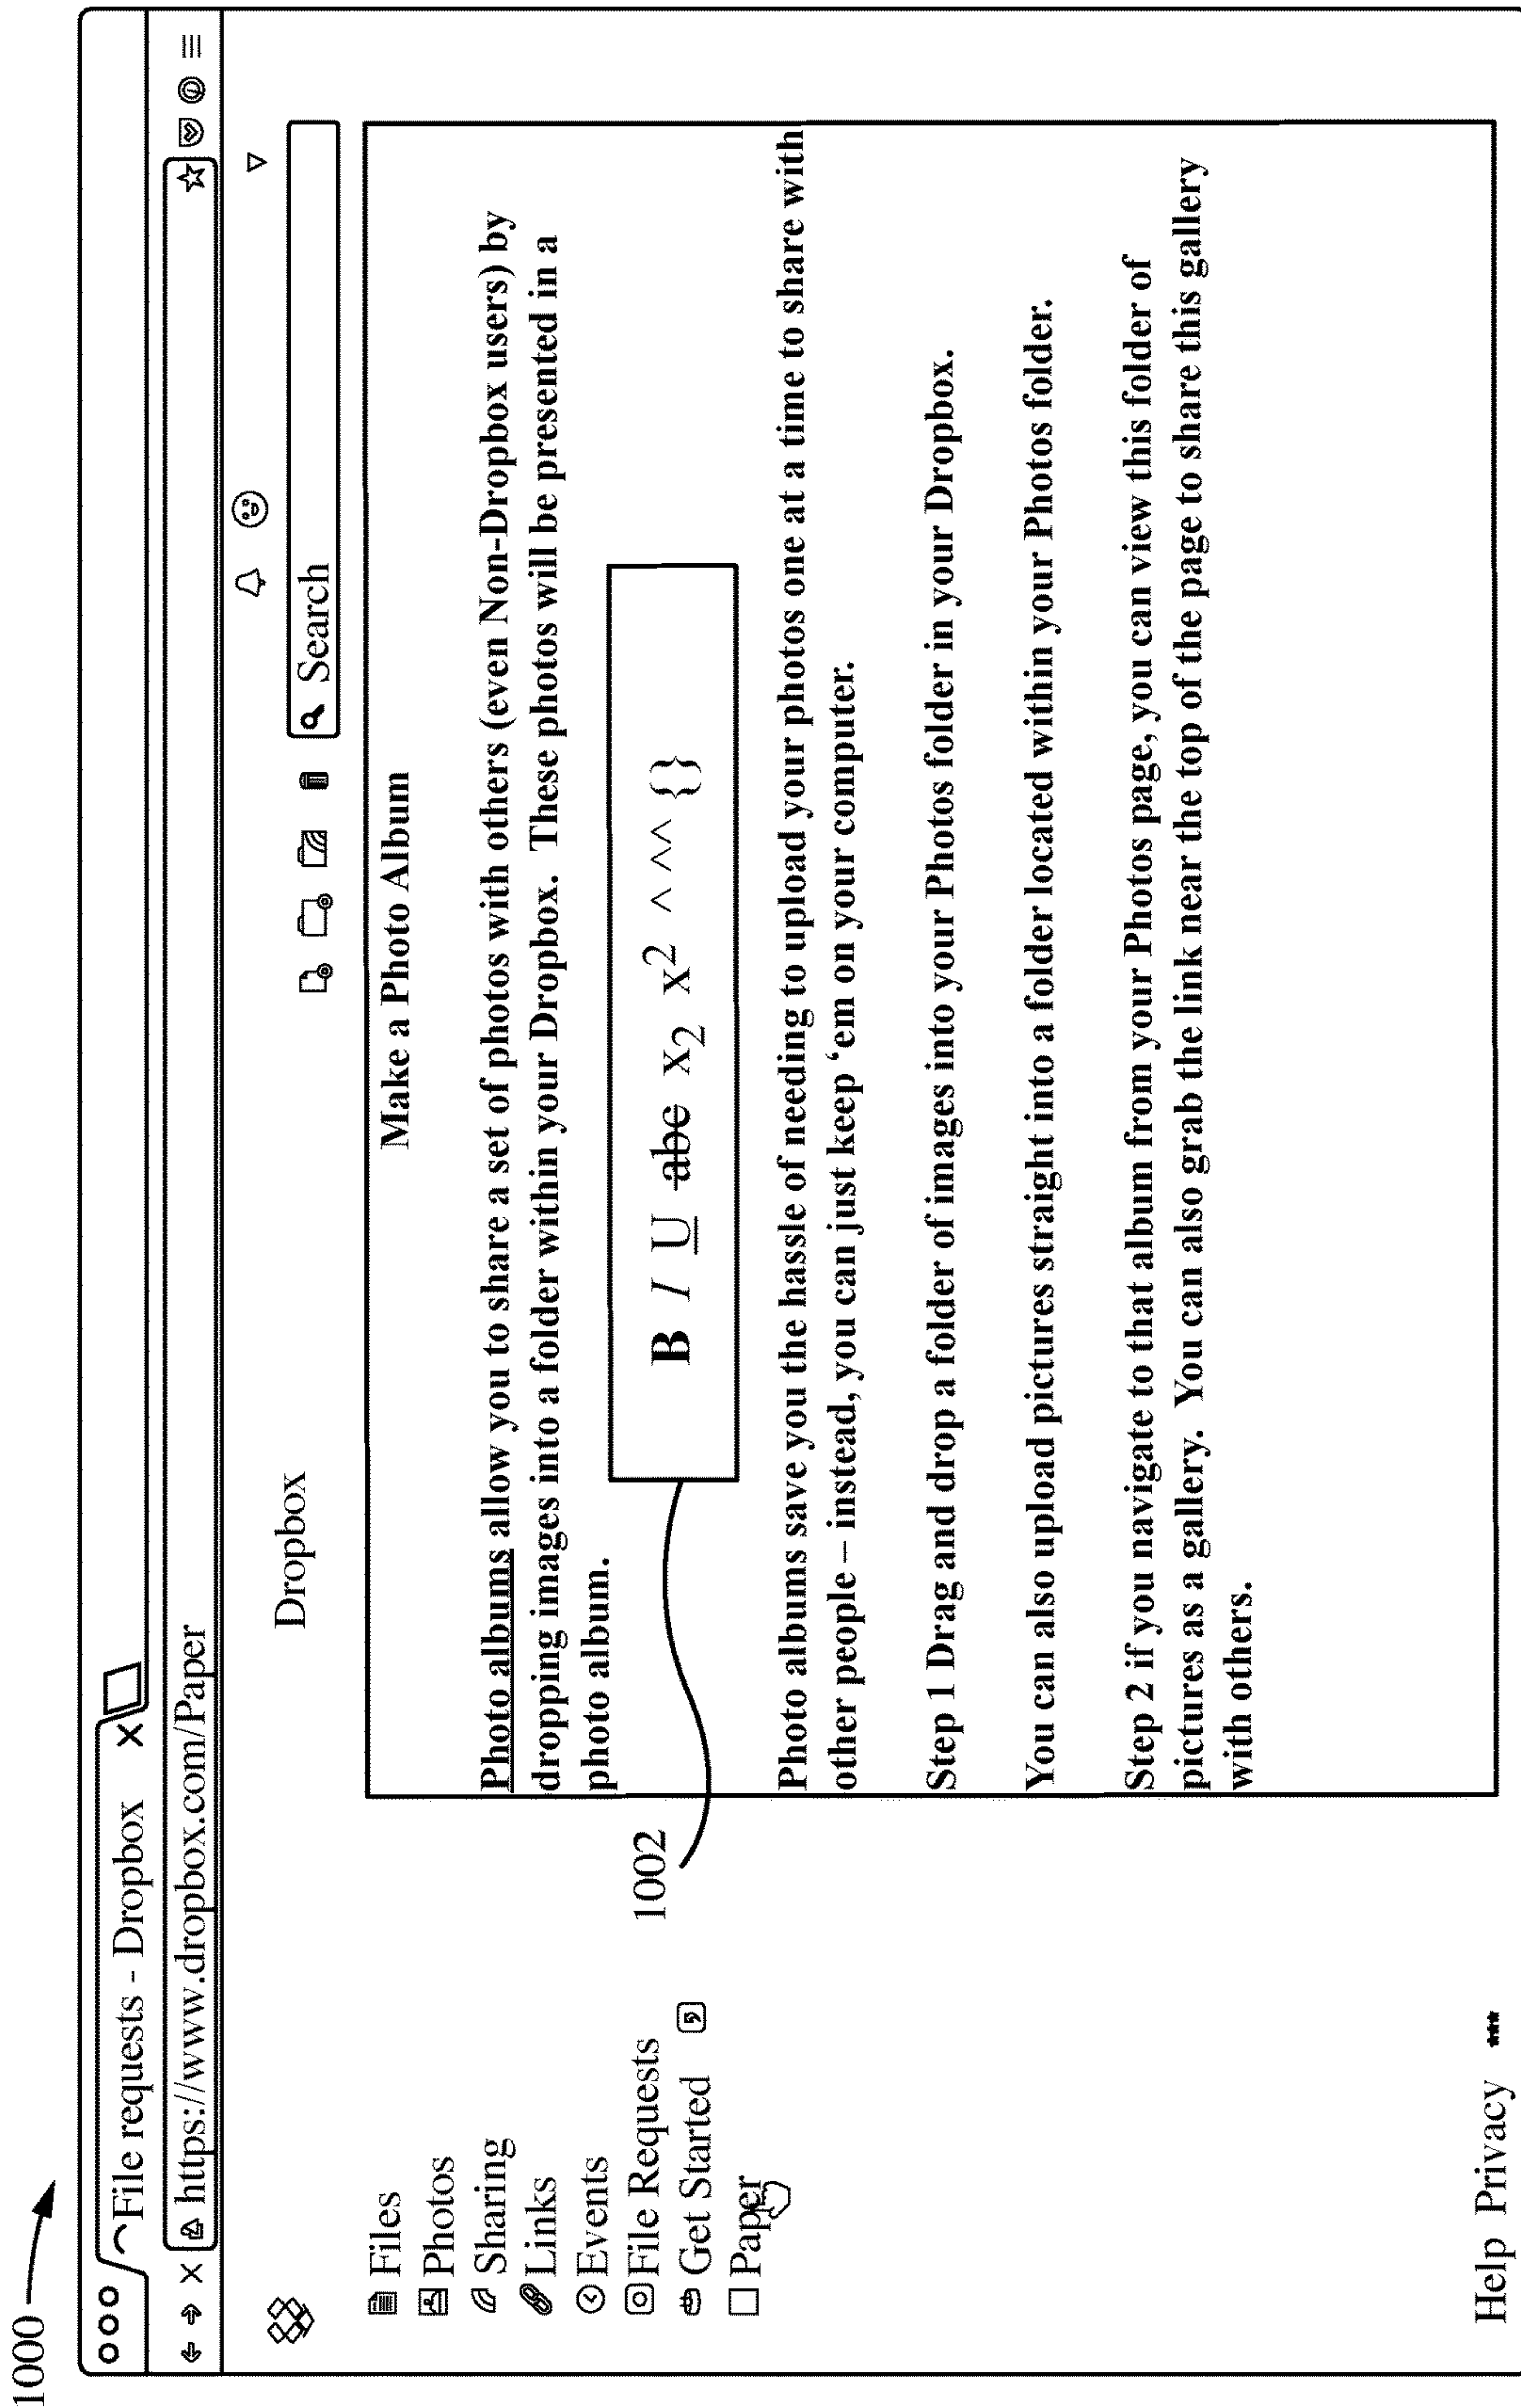 1000
File requests - Dropbox X
X https://www.dropbox.com/Paper
Dropbox
Search
Files
Photos
Sharing
Links
Events
File Requests
Get Started
Paper
1002
Make a Photo Album
Photo albums allow you to share a set of photos with others (even Non-Dropbox users) by
dropping images into a folder within your Dropbox. These photos will be presented in a
photo album.
B I U abc x₂ x² ^ ^^ {}
Photo albums save you the hassle of needing to upload your photos one at a time to share with
other people – instead, you can just keep ‘em on your computer.
Step 1 Drag and drop a folder of images into your Photos folder in your Dropbox.
You can also upload pictures straight into a folder located within your Photos folder.
Step 2 if you navigate to that album from your Photos page, you can view this folder of
pictures as a gallery. You can also grab the link near the top of the page to share this gallery
with others.
Help Privacy